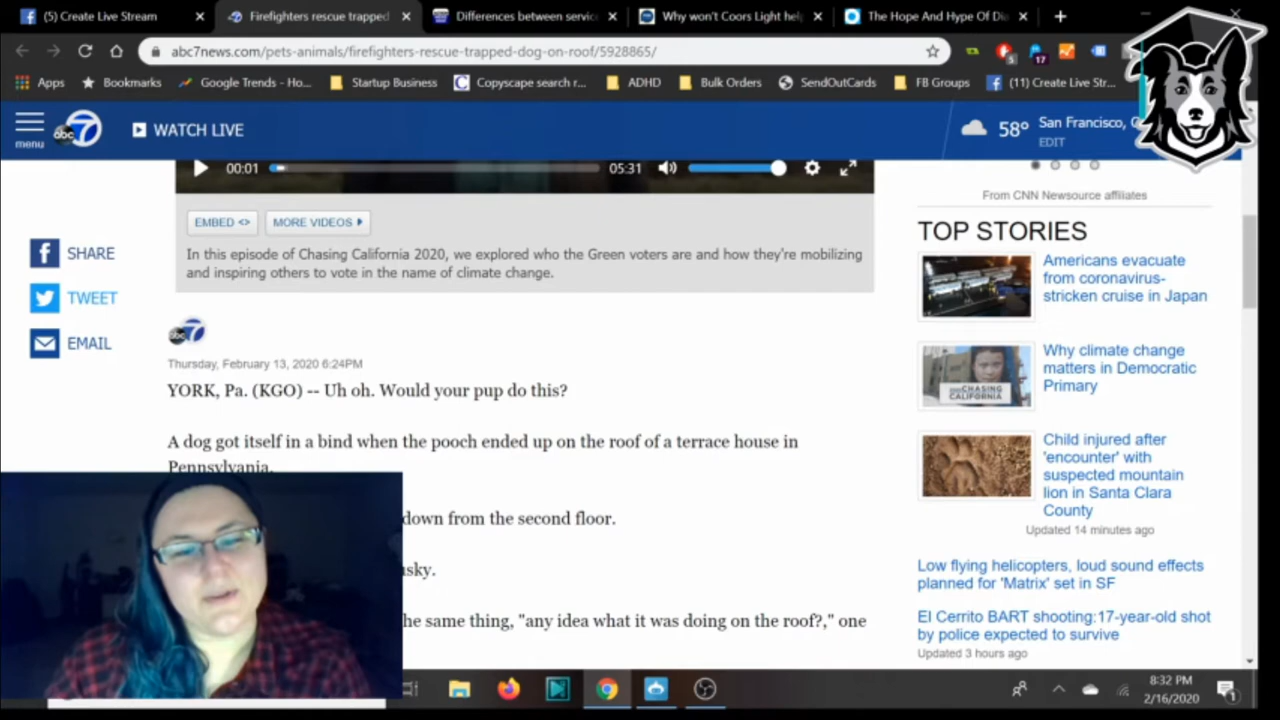 (5) Create Live Stream
Firefighters rescue trapped
Differences between servic
Why won't Coors Light hel
The Hope And Hype Of Di
abc7news.com/pets-animals/firefighters-rescue-trapped-dog-on-roof/5928865/
5
17
Apps
Bookmarks
Google Trends - Ho...
Startup Business
Copyscape search r...
ADHD
Bulk Orders
SendOutCards
FB Groups
(11) Create Live Str...
menu
abc 7
WATCH LIVE
58°
San Francisco,
EDIT
00:01
05:31
EMBED <>
MORE VIDEOS
In this episode of Chasing California 2020, we explored who the Green voters are and how they're mobilizing
and inspiring others to vote in the name of climate change.
SHARE
TWEET
EMAIL
abc 7
Thursday, February 13, 2020 6:24PM
YORK, Pa. (KGO) -- Uh oh. Would your pup do this?
A dog got itself in a bind when the pooch ended up on the roof of a terrace house in
Pennsylvania.
down from the second floor.
usky.
he same thing, "any idea what it was doing on the roof?," one
From CNN Newsource affiliates
TOP STORIES
Americans evacuate
from coronavirus-
stricken cruise in Japan
CHASING
CALIFORNIA
Why climate change
matters in Democratic
Primary
Child injured after
'encounter' with
suspected mountain
lion in Santa Clara
County
Updated 14 minutes ago
Low flying helicopters, loud sound effects
planned for 'Matrix' set in SF
El Cerrito BART shooting:17-year-old shot
by police expected to survive
Updated 3 hours ago
8:32 PM
2/16/2020
1